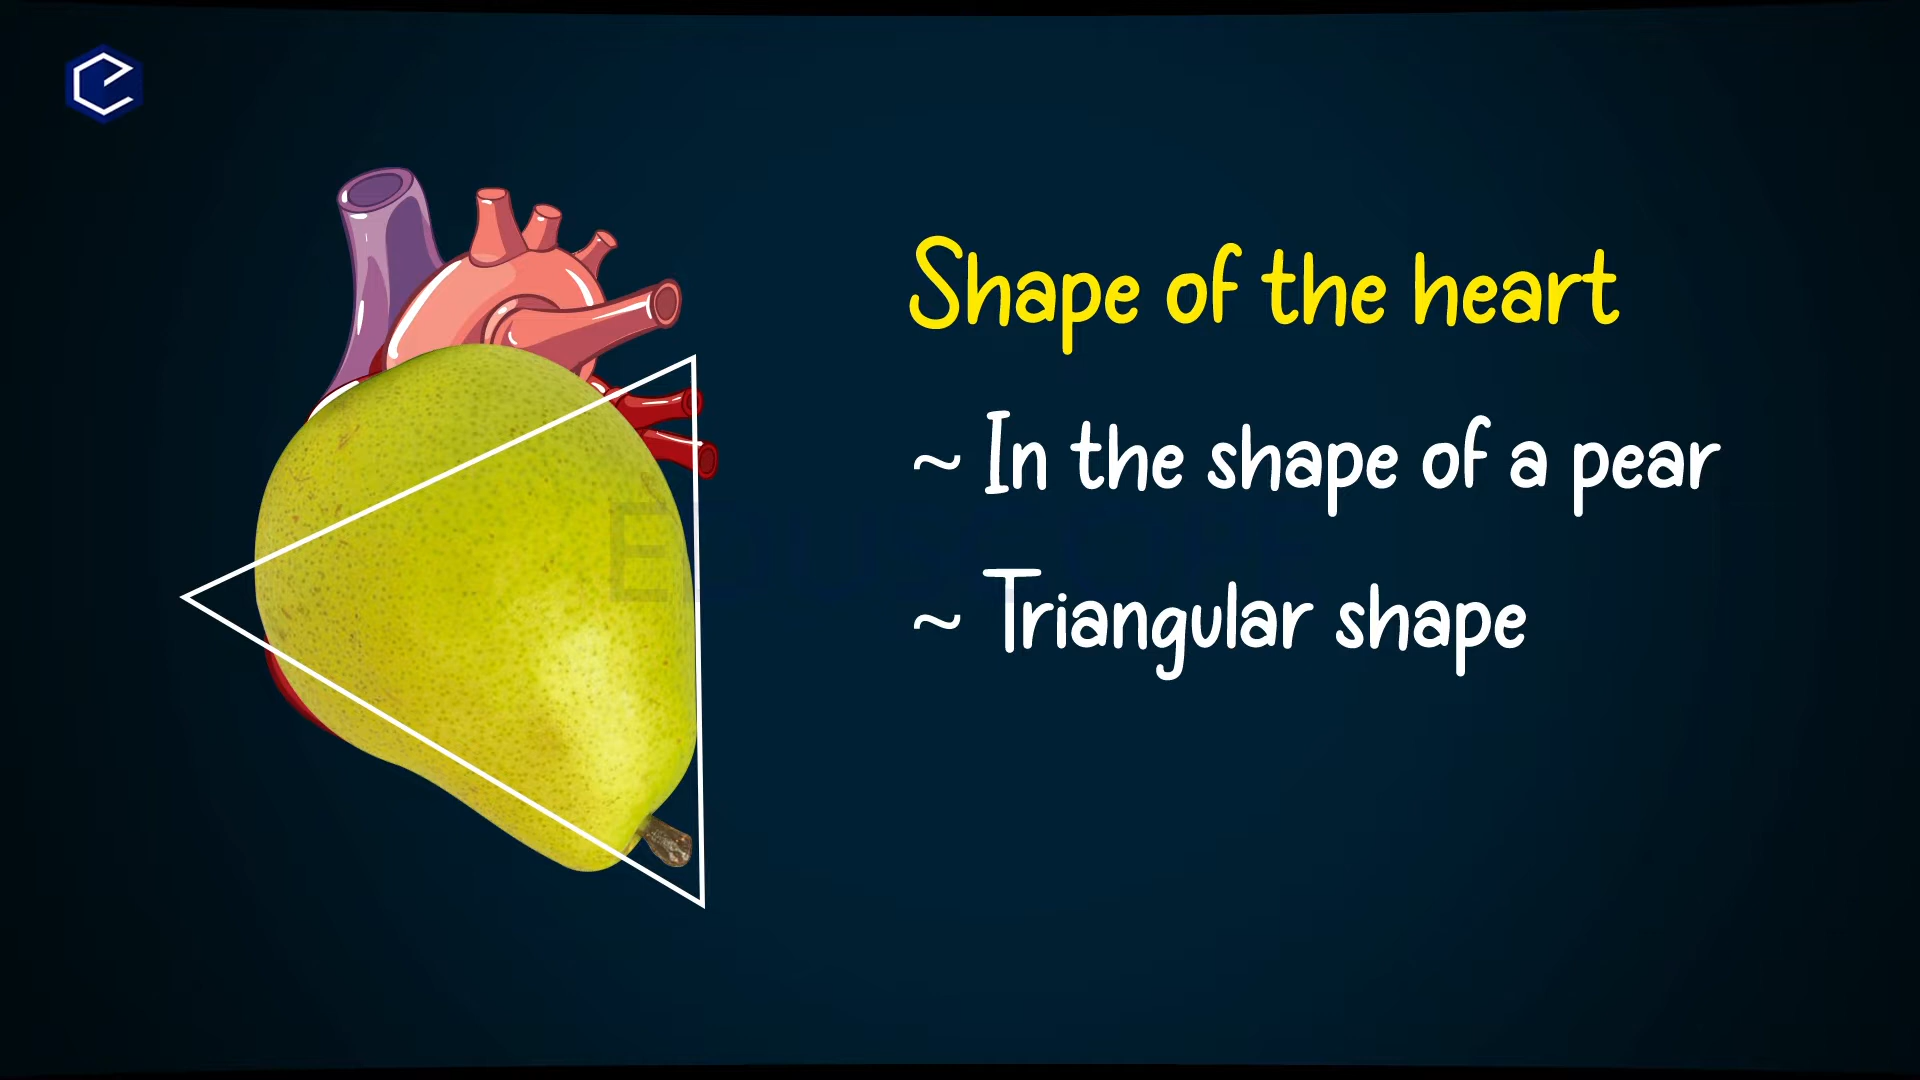 Shape of the heart
~ In the shape of a pear
~ Triangular shape